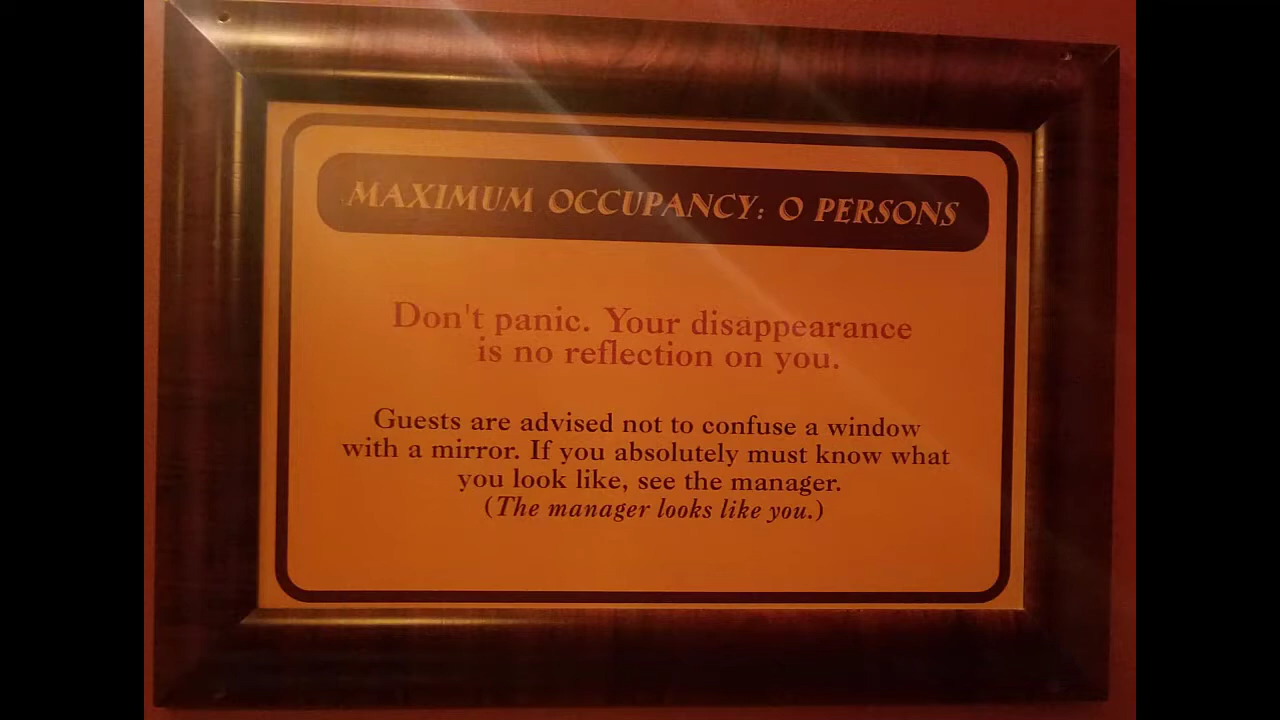 MAXIMUM OCCUPANCY: 0 PERSONS
Don't panic. Your disappearance
is no reflection on you.
Guests are advised not to confuse a window
with a mirror. If you absolutely must know what
you look like, see the manager.
(The manager looks like you.)